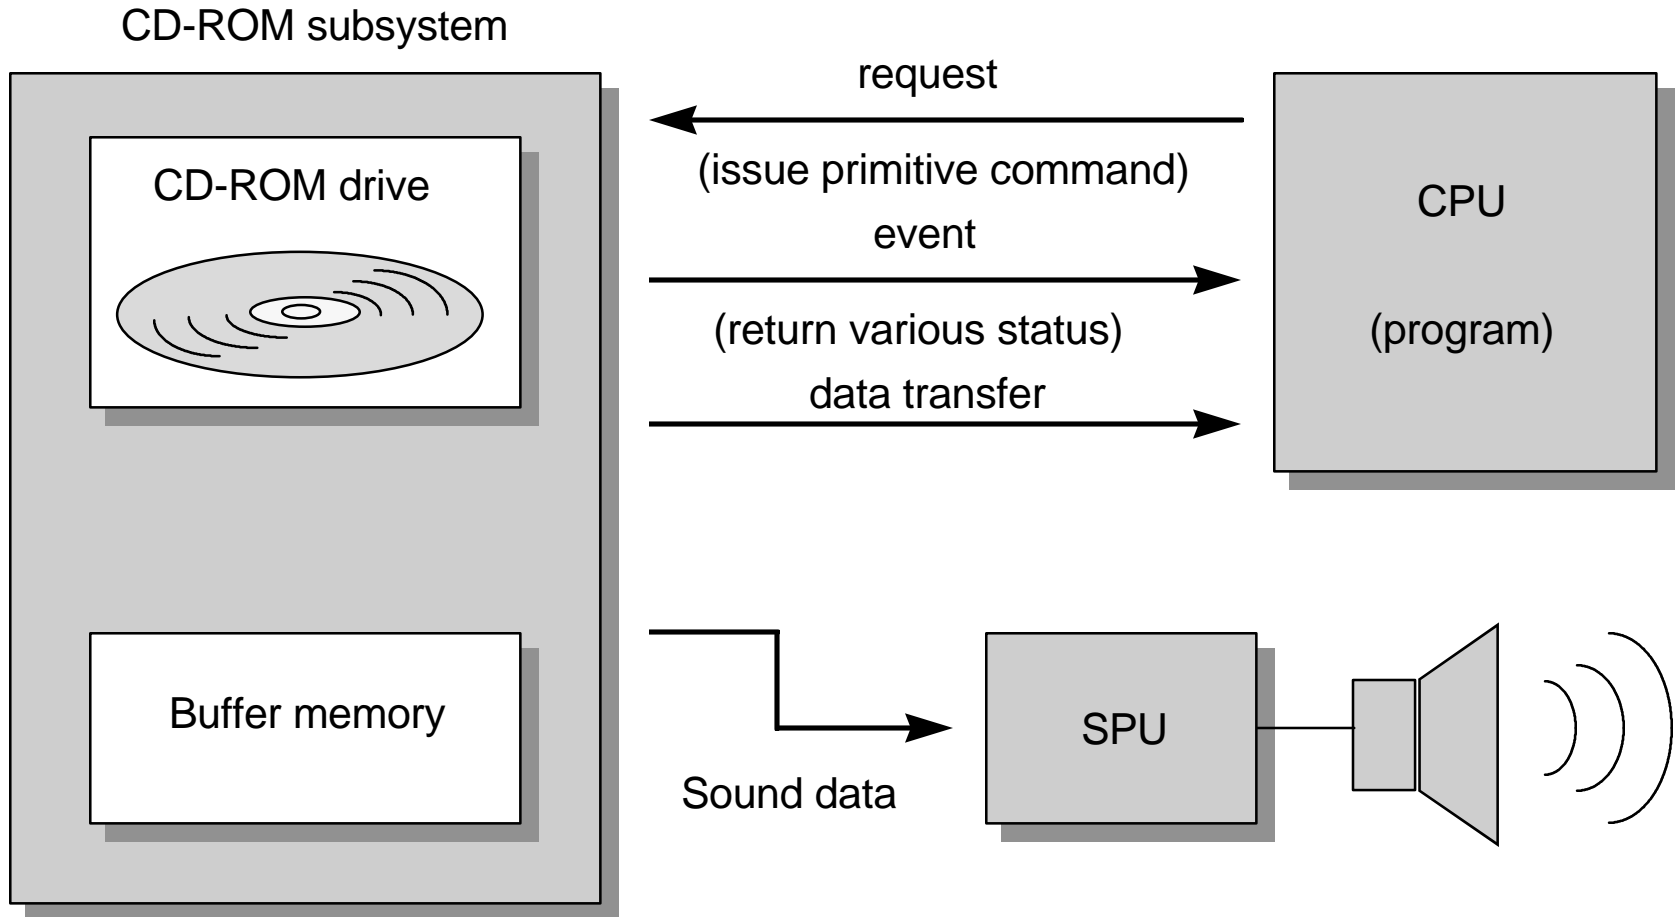 CD-ROM subsystem
CD-ROM drive
Buffer memory
request
(issue primitive command)
event
(return various status)
data transfer
Sound data
CPU
(program)
SPU